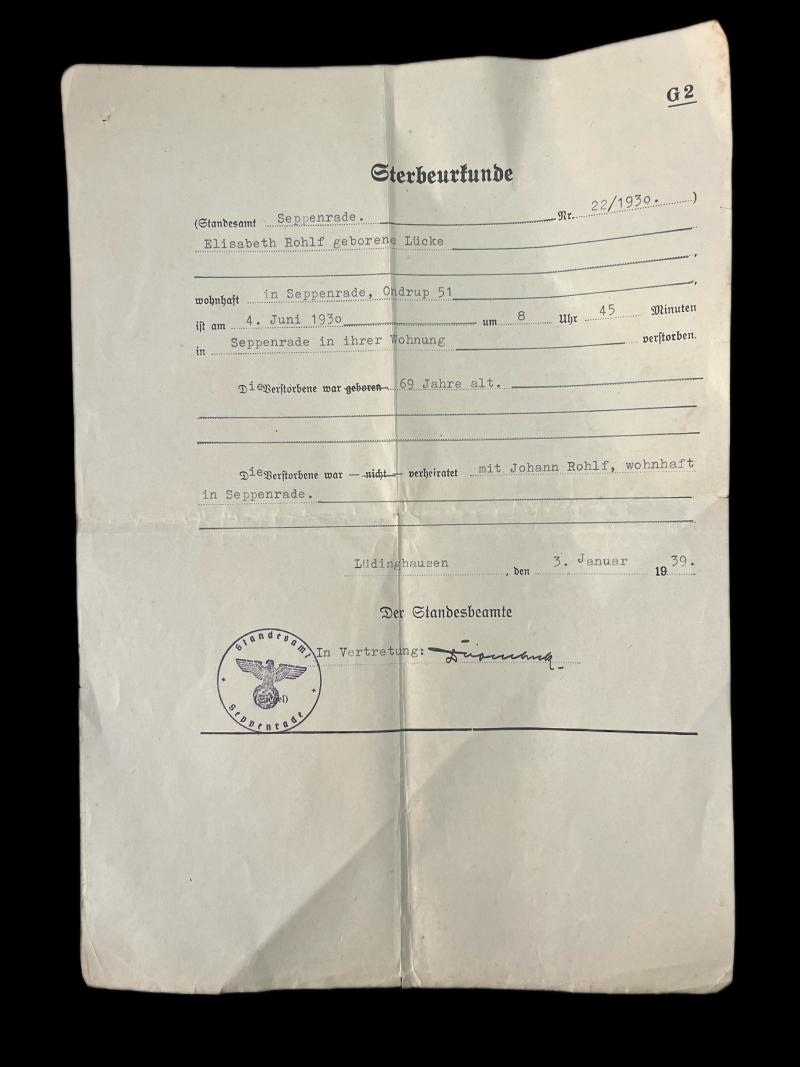 G 2
Sterbeurkunde
(Standesamt Seppenrade. Nr. 22/1930. )
Elisabeth Rohlf geborene Lücke
,
wohnhaft in Seppenrade, Ondrup 51 ,
ist am 4. Juni 1930 um 8 Uhr 45 Minuten
in Seppenrade in ihrer Wohnung verstorben.
Die Verstorbene war geboren 69 Jahre alt.
Die Verstorbene war — nicht — verheiratet mit Johann Rohlf, wohnhaft
in Seppenrade.
Lüdinghausen , den 3. Januar 1939.
Der Standesbeamte
In Vertretung:
Standesamt
(Siegel)
Seppenrade